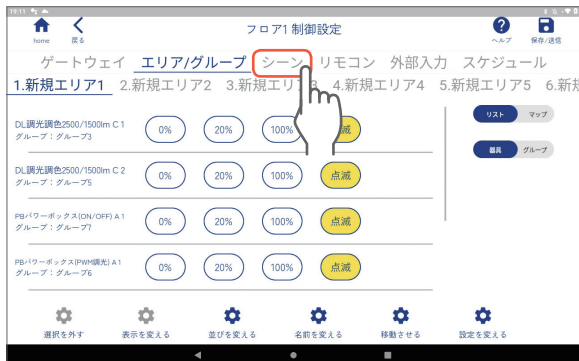 19:11
フロア1 制御設定
home
戻る
ヘルプ
保存/送信
ゲートウェイ エリア/グループ シーン リモコン 外部入力 スケジュール
1.新規エリア1 2.新規エリア2 3.新規エリア3 4.新規エリア4 5.新規エリア5 6.新規
リスト マップ
器具 グループ
DL調光調色2500/1500lm C 1
グループ：グループ3
0% 20% 100% 点滅
DL調光調色2500/1500lm C 2
グループ：グループ5
0% 20% 100% 点滅
PBパワーボックス(ON/OFF) A 1
グループ：グループ7
0% 20% 100% 点滅
PBパワーボックス(PWM調光) A 1
グループ：グループ6
0% 20% 100% 点滅
選択を外す 表示を変える 並びを変える 名前を変える 移動させる 設定を変える